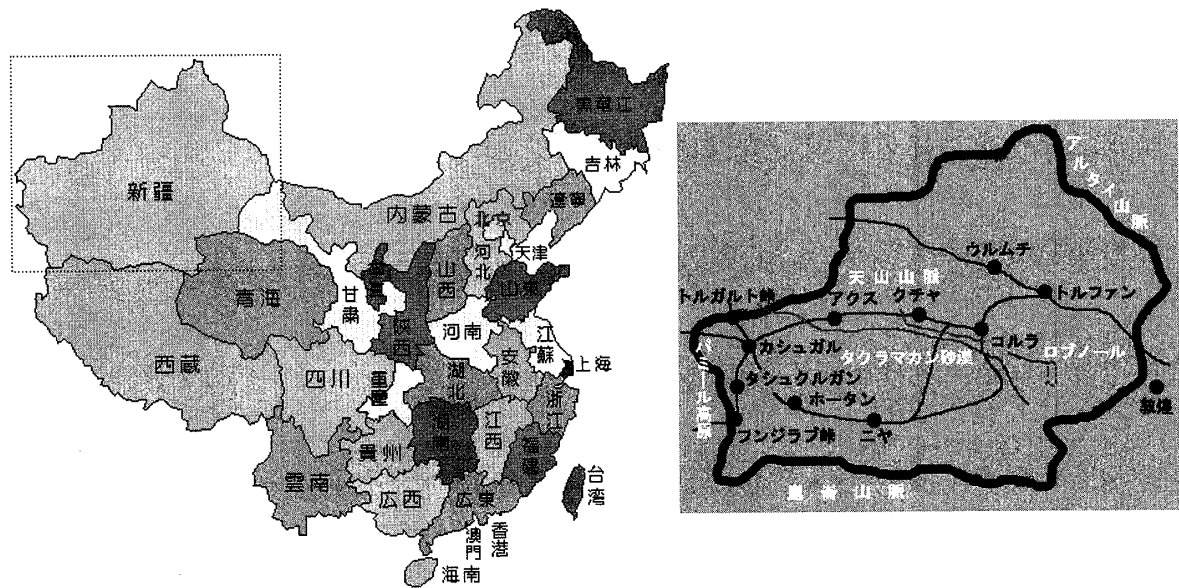 黒竜江
吉林
遼寧
内蒙古
北京
天津
河北
山西
山東
新疆
青海
甘粛
陝西
河南
江蘇
安徽
上海
西蔵
四川
重慶
湖北
浙江
湖南
江西
貴州
福建
雲南
広西
広東
台湾
香港
澳門
海南
アルタイ山脈
ウルムチ
天山山脈
トルファン
トルガルト峠
アクス
クチャ
コルラ
カシュガル
タクラマカン砂漠
ロブノール
パミール高原
タシュクルガン
ホータン
敦煌
フンジラブ峠
ニヤ
崑崙山脈